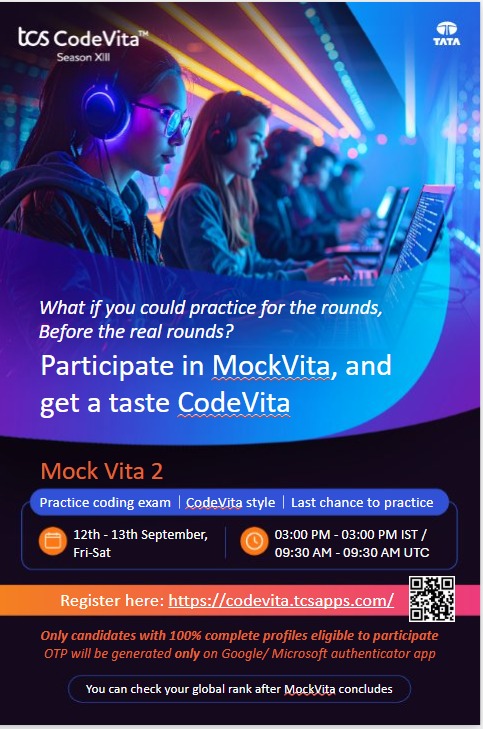 tcs CodeVita™
Season XIII
TATA
What if you could practice for the rounds,
Before the real rounds?
Participate in MockVita, and
get a taste CodeVita
Mock Vita 2
Practice coding exam | CodeVita style | Last chance to practice
12th - 13th September,
Fri-Sat
03:00 PM - 03:00 PM IST /
09:30 AM - 09:30 AM UTC
Register here: https://codevita.tcsapps.com/
Only candidates with 100% complete profiles eligible to participate
OTP will be generated only on Google/ Microsoft authenticator app
You can check your global rank after MockVita concludes